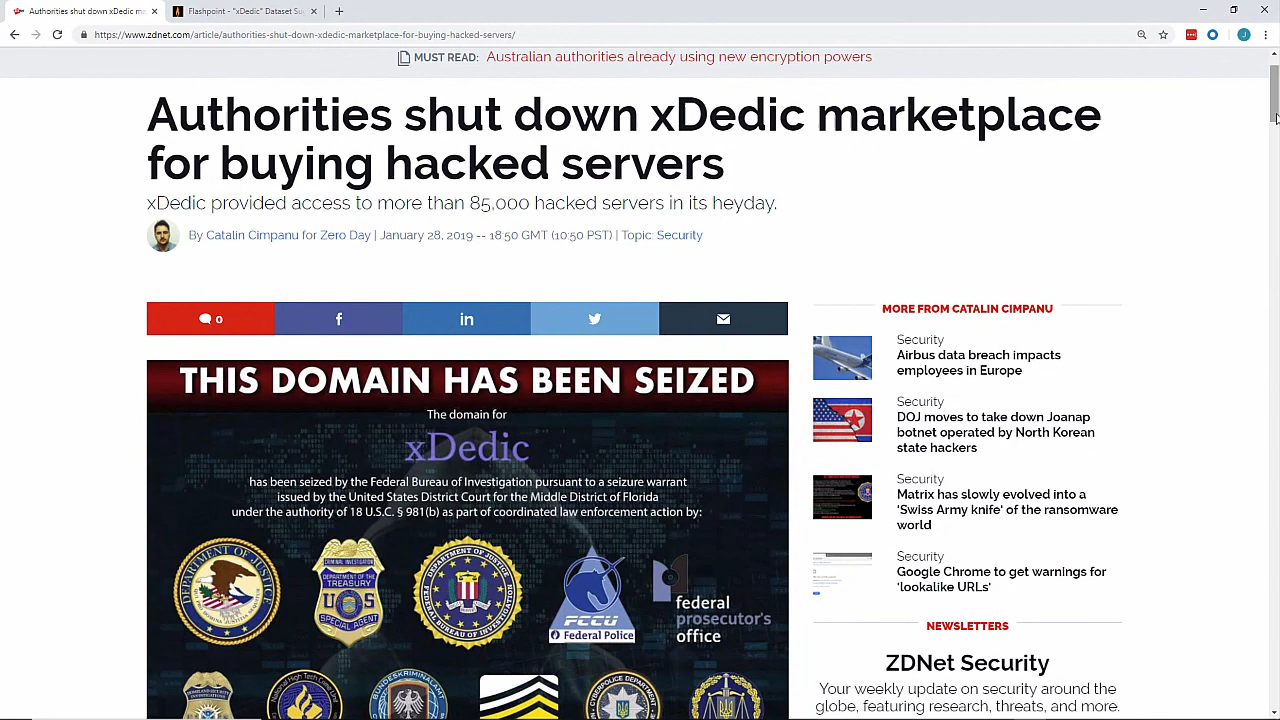 Authorities shut down xDedic ma
Flashpoint - "xDedic" Dataset Su
https://www.zdnet.com/article/authorities-shut-down-xdedic-marketplace-for-buying-hacked-servers/
J
MUST READ: Australian authorities already using new encryption powers
Authorities shut down xDedic marketplace
for buying hacked servers
xDedic provided access to more than 85,000 hacked servers in its heyday.
By Catalin Cimpanu for Zero Day | January 28, 2019 -- 18:50 GMT (10:50 PST) | Topic: Security
0
THIS DOMAIN HAS BEEN SEIZED
The domain for
xDedic
has been seized by the Federal Bureau of Investigation pursuant to a seizure warrant
issued by the United States District Court for the Middle District of Florida
under the authority of 18 U.S.C. § 981(b) as part of coordinated law enforcement action by:
FCCU
Federal Police
federal
prosecutor's
office
MORE FROM CATALIN CIMPANU
Security
Airbus data breach impacts
employees in Europe
Security
DOJ moves to take down Joanap
botnet operated by North Korean
state hackers
Security
Matrix has slowly evolved into a
'Swiss Army knife' of the ransomware
world
Security
Google Chrome to get warnings for
'lookalike URLs'
NEWSLETTERS
ZDNet Security
Your weekly update on security around the
globe, featuring research, threats, and more.